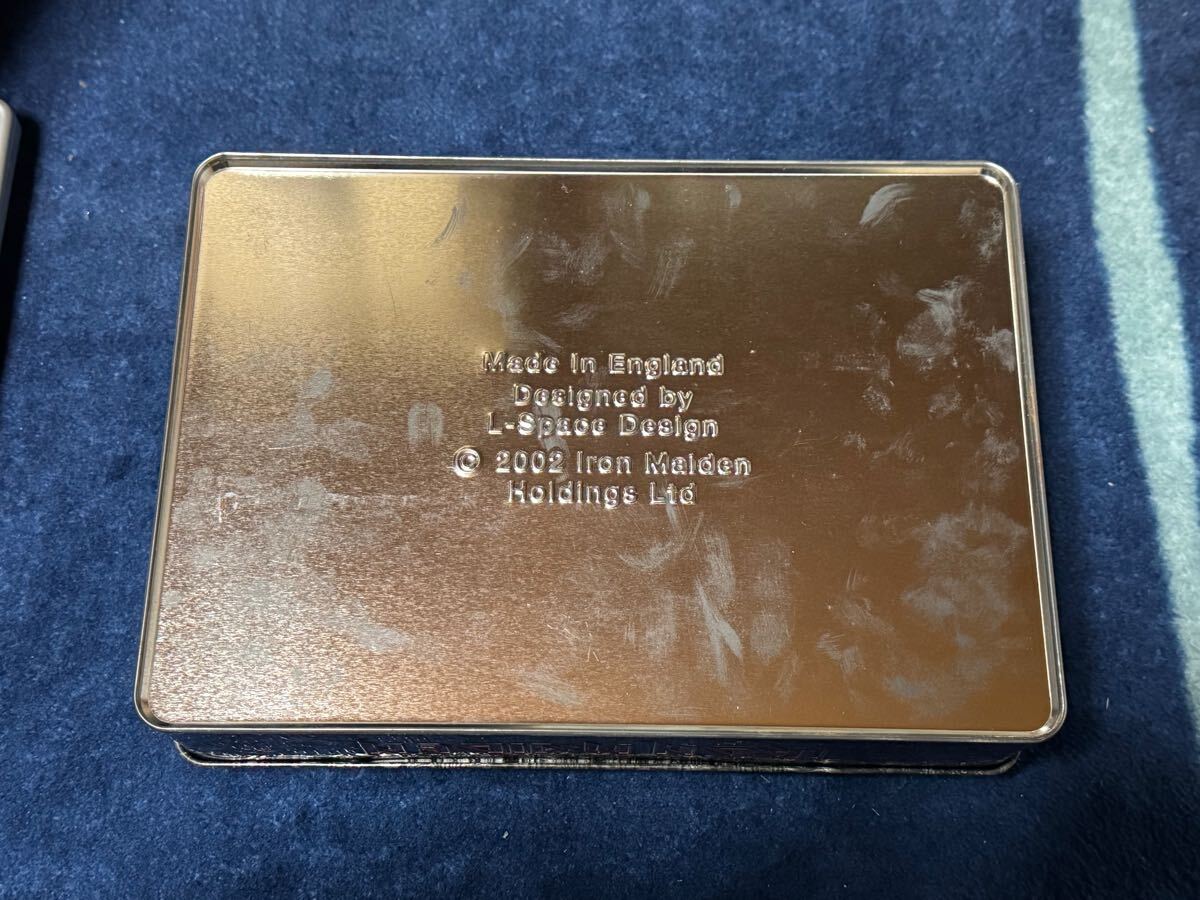 Made In England
Designed by
L-Space Design
© 2002 Iron Maiden
Holdings Ltd